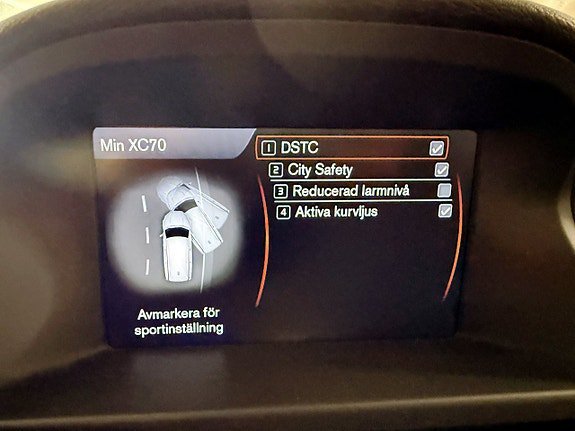 Min XC70
1 DSTC
2 City Safety
3 Reducerad larmnivå
4 Aktiva kurvljus
Avmarkera för
sportinställning